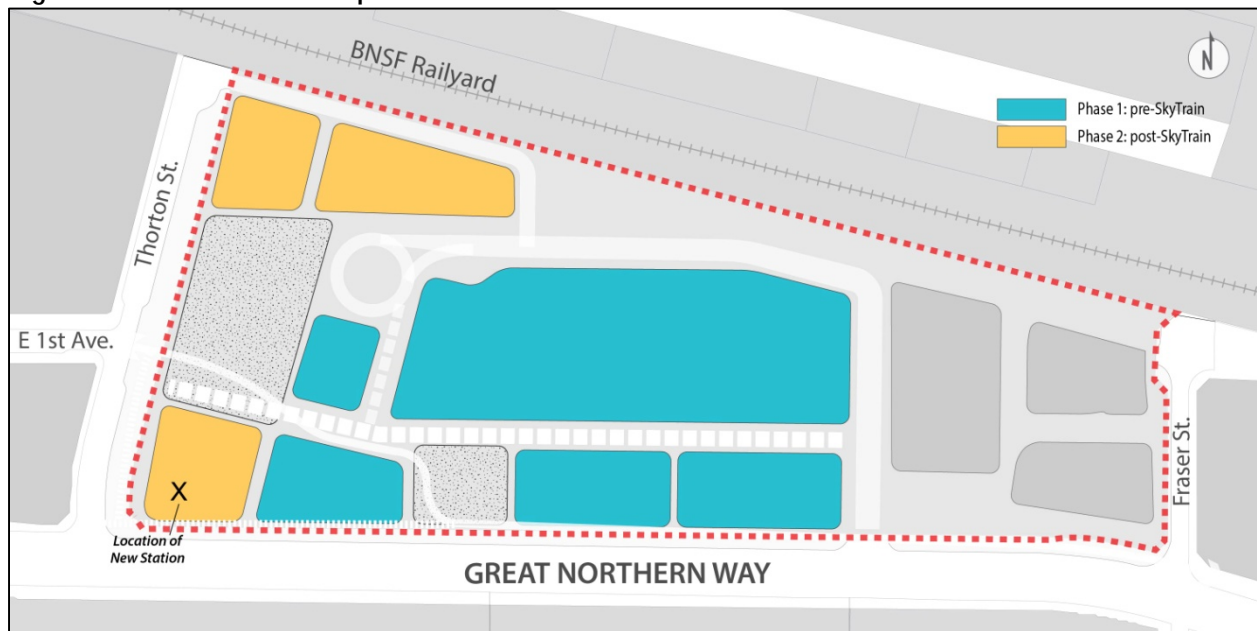 BNSF Railyard
N
Phase 1: pre-SkyTrain
Phase 2: post-SkyTrain
Thorton St.
E 1st Ave.
Fraser St.
X
Location of
New Station
GREAT NORTHERN WAY